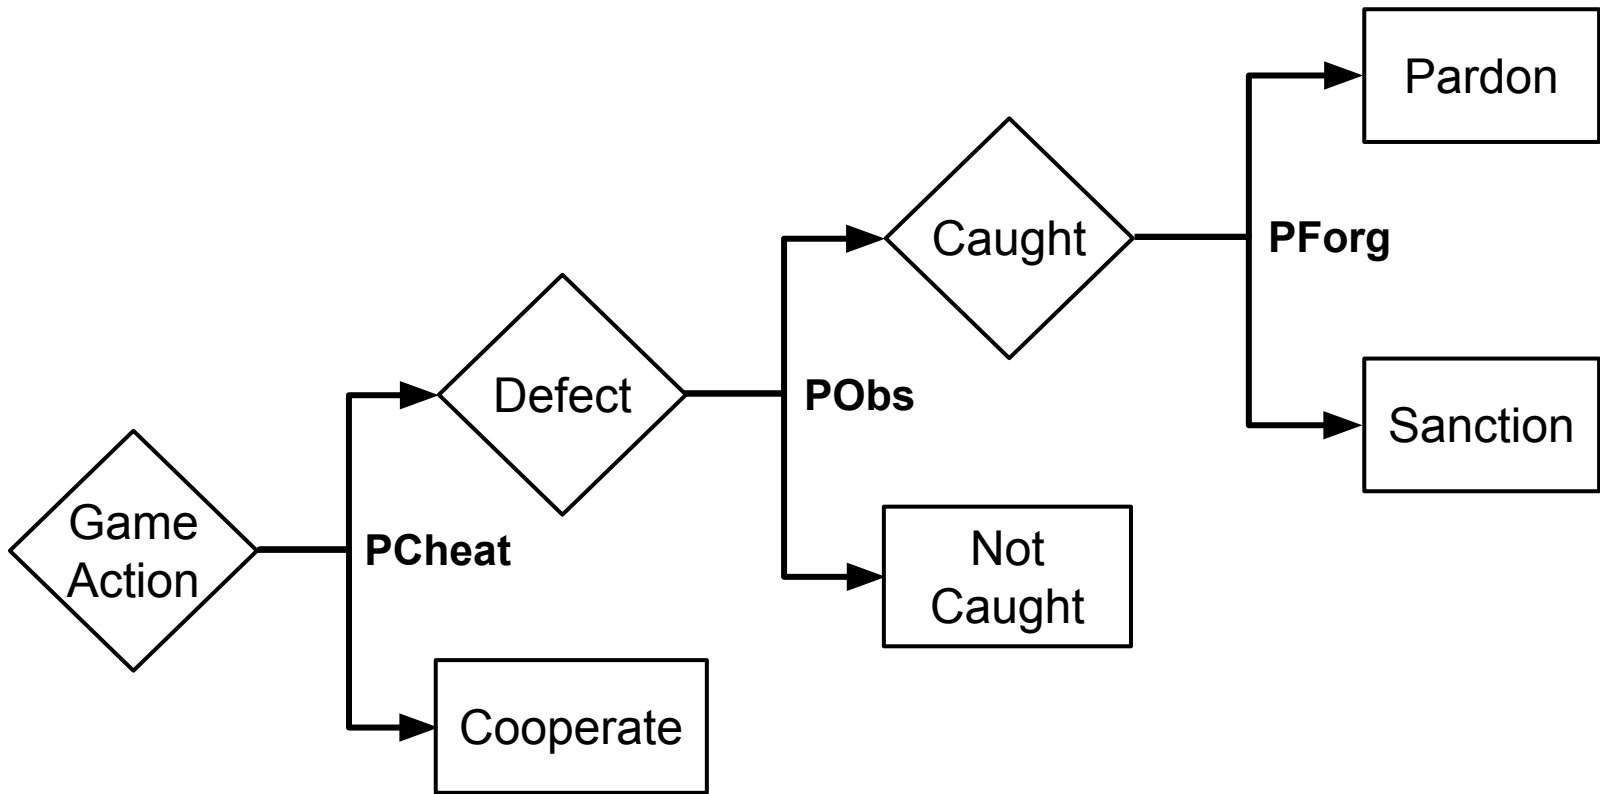 Game
Action
PCheat
Defect
Cooperate
PObs
Caught
Not
Caught
PForg
Pardon
Sanction